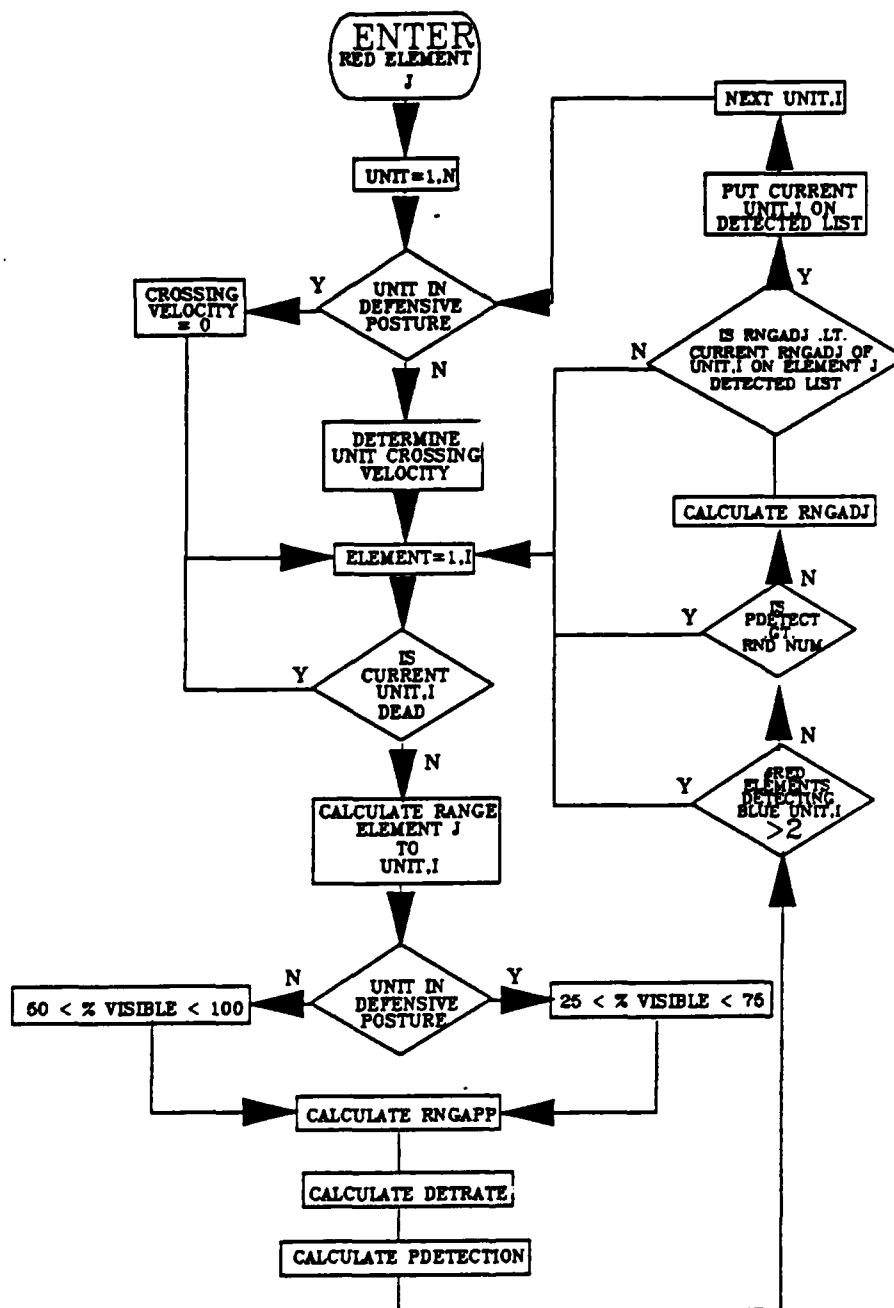 ENTER
RED ELEMENT
J
UNIT=1,N
UNIT IN
DEFENSIVE
POSTURE
Y
CROSSING
VELOCITY
= 0
N
DETERMINE
UNIT CROSSING
VELOCITY
ELEMENT=1,I
IS
CURRENT
UNIT,I
DEAD
Y
N
CALCULATE RANGE
ELEMENT J
TO
UNIT,I
UNIT IN
DEFENSIVE
POSTURE
N
Y
50 < % VISIBLE < 100
25 < % VISIBLE < 75
CALCULATE RNGAPP
CALCULATE DETRATE
CALCULATE PDETECTION
#RED
ELEMENTS
DETECTING
BLUE UNIT,I
>2
Y
N
IS
PDETECT
.GT.
RND NUM
Y
N
CALCULATE RNGADJ
IS RNGADJ .LT.
CURRENT RNGADJ OF
UNIT,I ON ELEMENT J
DETECTED LIST
N
Y
PUT CURRENT
UNIT,I ON
DETECTED LIST
NEXT UNIT,I